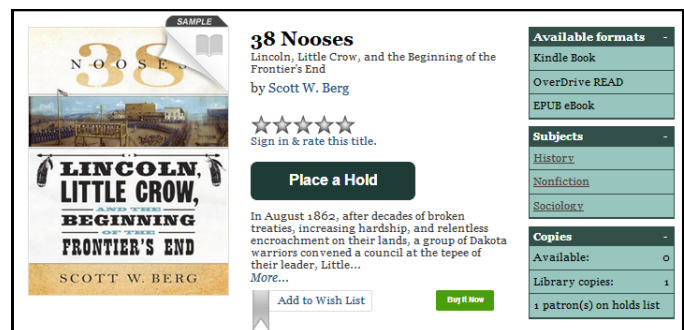 SAMPLE
38
NOOSES
LINCOLN,
LITTLE CROW,
AND THE
BEGINNING
OF THE
FRONTIER'S END
SCOTT W. BERG
38 Nooses
Lincoln, Little Crow, and the Beginning of the
Frontier's End
by Scott W. Berg
Sign in & rate this title.
Place a Hold
In August 1862, after decades of broken
treaties, increasing hardship, and relentless
encroachment on their lands, a group of Dakota
warriors convened a council at the tepee of
their leader, Little...
More...
Add to Wish List
Buy It Now
Available formats -
Kindle Book
OverDrive READ
EPUB eBook
Subjects -
History
Nonfiction
Sociology
Copies -
Available: 0
Library copies: 1
1 patron(s) on holds list